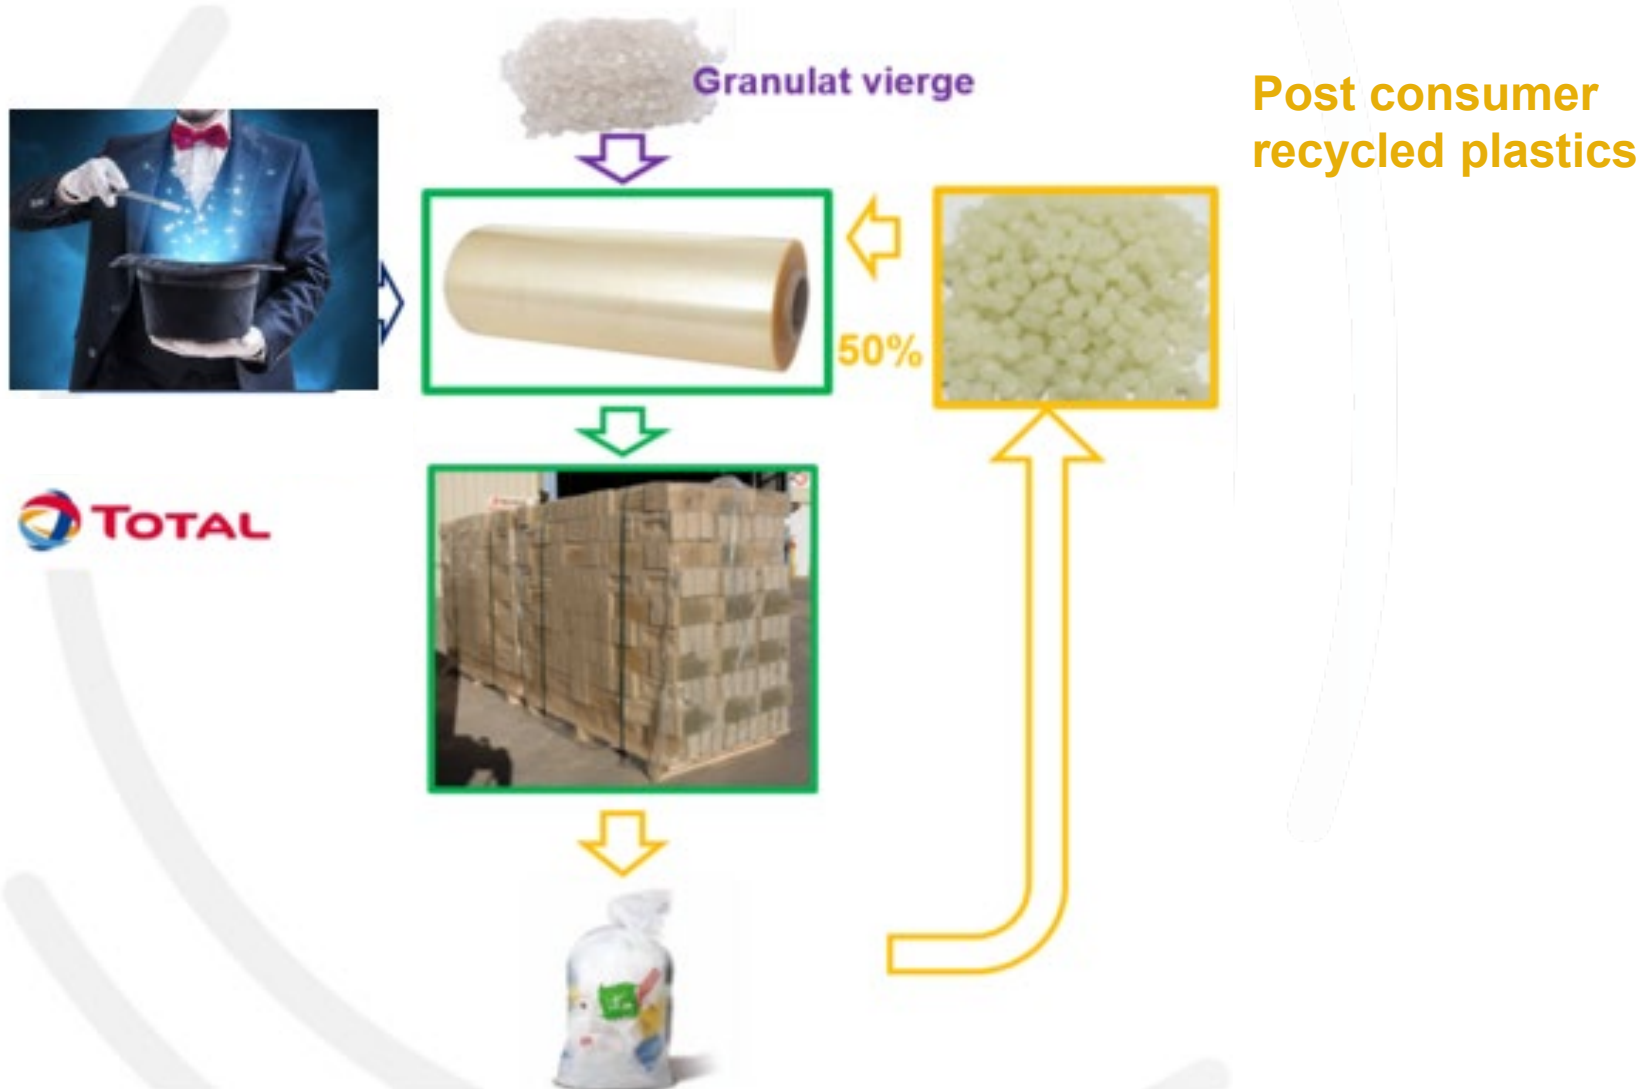 Granulat vierge
Post consumer
recycled plastics
50%
TOTAL